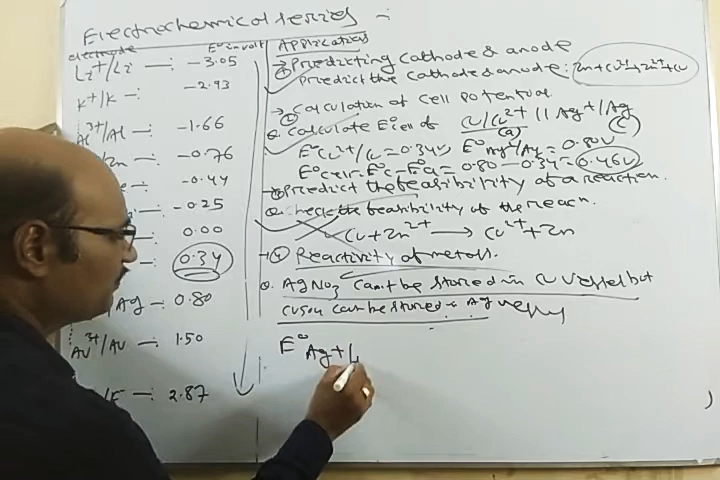 Electrochemical series :-
electrode E° in volt
Li+/Li —: -3.05
K+/K —: -2.93
Al3+/Al —: -1.66
/Zn —: -0.76
—: -0.44
—: -0.25
—: 0.00
—: 0.34
/Ag —: 0.80
Au3+/Au —: 1.50
/F —: 2.87
Applications
→ ① Predicting cathode & anode
Predict the cathode & anode: Zn + Cu2+ → Zn2+ + Cu
→ ② Calculation of cell potential
Q. Calculate E°cell of Cu/Cu2+ || Ag+/Ag
(a) (C)
E°Cu2+/Cu = 0.34V, E°Ag+/Ag = 0.80V
E°cell = E°c - E°a = 0.80 - 0.34 = 0.46V
→ ③ Predict the feasibility of a reaction.
Q. Check the feasibility of the reacn.
Cu + Zn2+ → Cu2+ + Zn
→ ④ Reactivity of metals.
Q. AgNO3 can't be stored in Cu vessel but
CuSO4 can be stored in Ag vessel
E° Ag+/